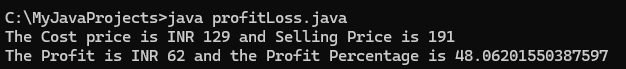 C:\MyJavaProjects>java profitLoss.java
The Cost price is INR 129 and Selling Price is 191
The Profit is INR 62 and the Profit Percentage is 48.06201550387597